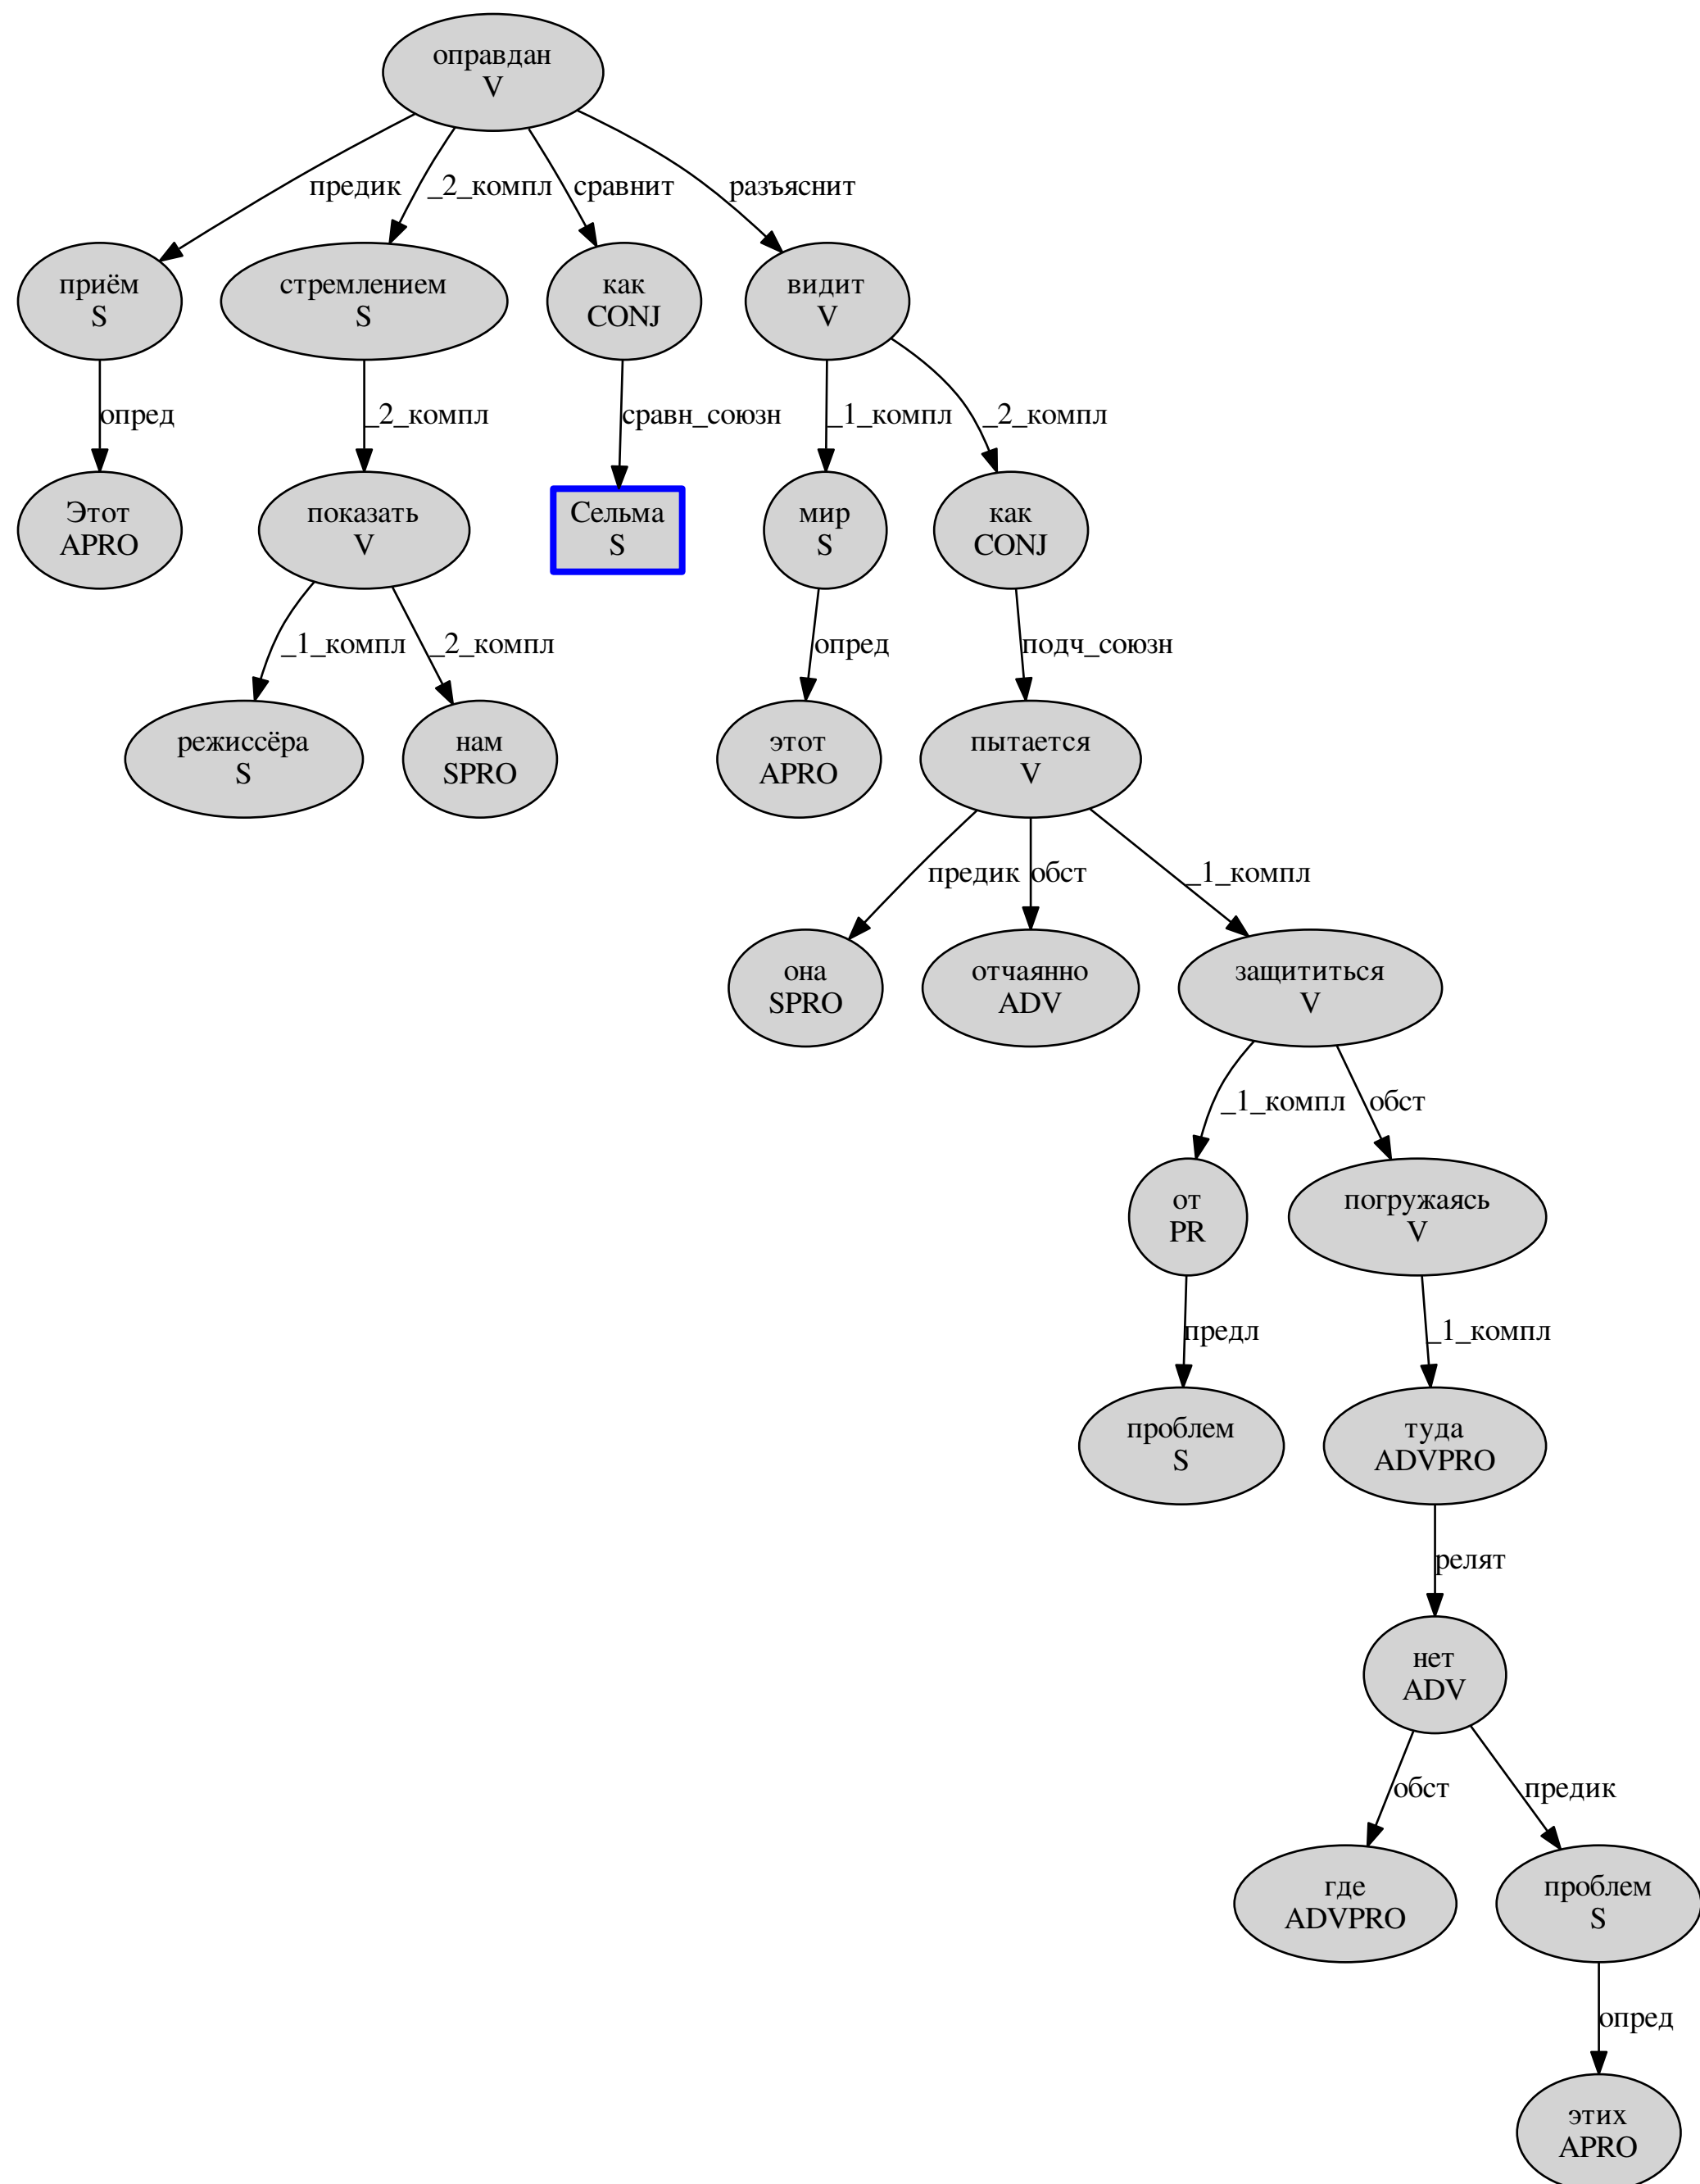 оправдан
V
предик
_2_компл
сравнит
разъяснит
приём
S
стремлением
S
как
CONJ
видит
V
опред
_2_компл
сравн_союзн
_1_компл
_2_компл
Этот
APRO
показать
V
Сельма
S
мир
S
как
CONJ
_1_компл
_2_компл
опред
подч_союзн
режиссёра
S
нам
SPRO
этот
APRO
пытается
V
предик
обст
_1_компл
она
SPRO
отчаянно
ADV
защититься
V
_1_компл
обст
от
PR
погружаясь
V
предл
_1_компл
проблем
S
туда
ADVPRO
релят
нет
ADV
обст
предик
где
ADVPRO
проблем
S
опред
этих
APRO